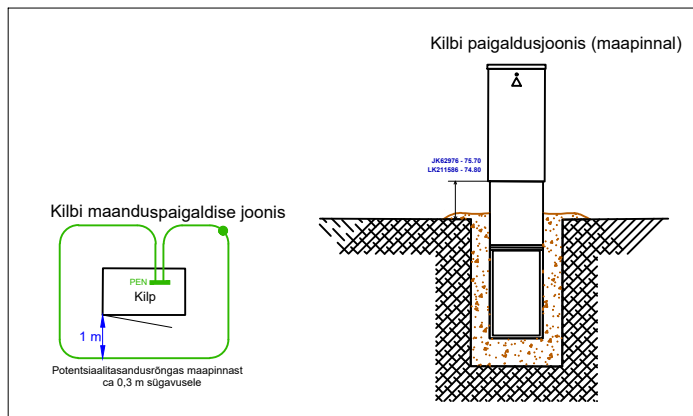 Kilbi paigaldusjoonis (maapinnal)
JK62976 - 75.70
LK211586 - 74.80
Kilbi maanduspaigaldise joonis
PEN
Kilp
1 m
Potentsiaalitasandusrõngas maapinnast
ca 0,3 m sügavusele